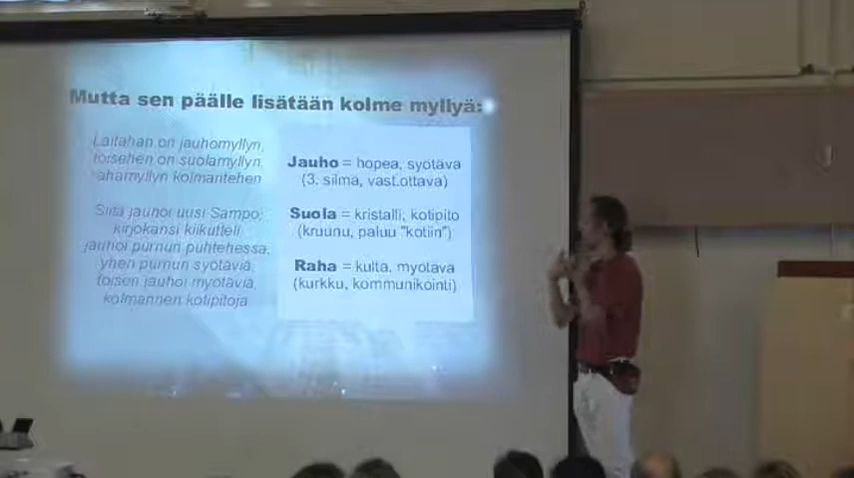 Mutta sen päälle lisätään kolme myllyä:
Laitahan on jauhomyllyn,
toisehen on suolamyllyn,
rahamyllyn kolmantehen
Siitä jauhoi uusi Sampo,
kirjokansi kiikutteli,
jauhoi purnun puhtehessa,
yhen purnun syötäviä,
toisen jauhoi myötäviä,
kolmannen kotipitoja
Jauho = hopea, syötävä
(3. silmä, vast.ottava)
Suola = kristalli, kotipito
(kruunu, paluu "kotiin")
Raha = kulta, myötävä
(kurkku, kommunikointi)